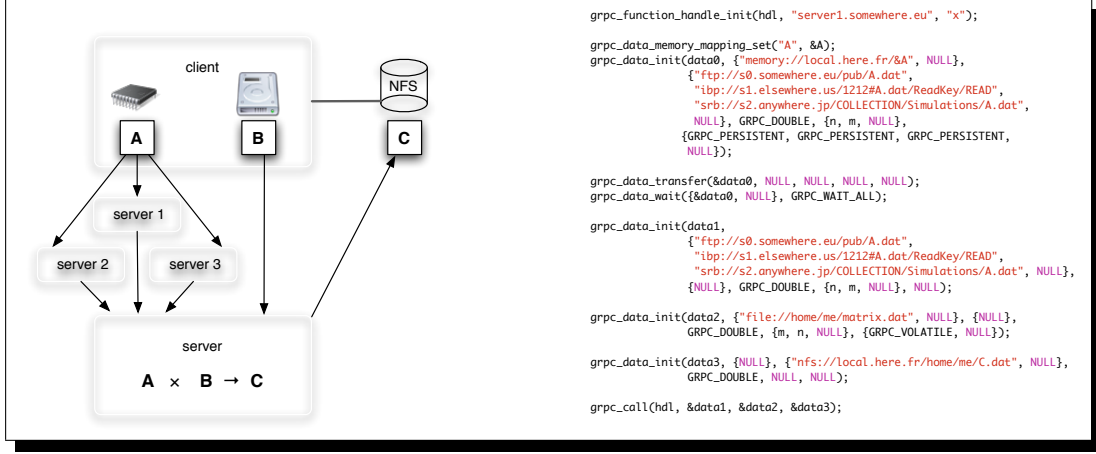 client
NFS
A
B
C
server 1
server 2
server 3
server
A × B → C
grpc_function_handle_init(hdl, "server1.somewhere.eu", "x");
grpc_data_memory_mapping_set("A", &A);
grpc_data_init(data0, {"memory://local.here.fr/&A", NULL},
{"ftp://s0.somewhere.eu/pub/A.dat",
"ibp://s1.elsewhere.us/1212#A.dat/ReadKey/READ",
"srb://s2.anywhere.jp/COLLECTION/Simulations/A.dat",
NULL}, GRPC_DOUBLE, {n, m, NULL},
{GRPC_PERSISTENT, GRPC_PERSISTENT, GRPC_PERSISTENT,
NULL});
grpc_data_transfer(&data0, NULL, NULL, NULL, NULL);
grpc_data_wait({&data0, NULL}, GRPC_WAIT_ALL);
grpc_data_init(data1,
{"ftp://s0.somewhere.eu/pub/A.dat",
"ibp://s1.elsewhere.us/1212#A.dat/ReadKey/READ",
"srb://s2.anywhere.jp/COLLECTION/Simulations/A.dat", NULL},
{NULL}, GRPC_DOUBLE, {n, m, NULL}, NULL);
grpc_data_init(data2, {"file://home/me/matrix.dat", NULL}, {NULL},
GRPC_DOUBLE, {m, n, NULL}, {GRPC_VOLATILE, NULL});
grpc_data_init(data3, {NULL}, {"nfs://local.here.fr/home/me/C.dat", NULL},
GRPC_DOUBLE, NULL, NULL);
grpc_call(hdl, &data1, &data2, &data3);